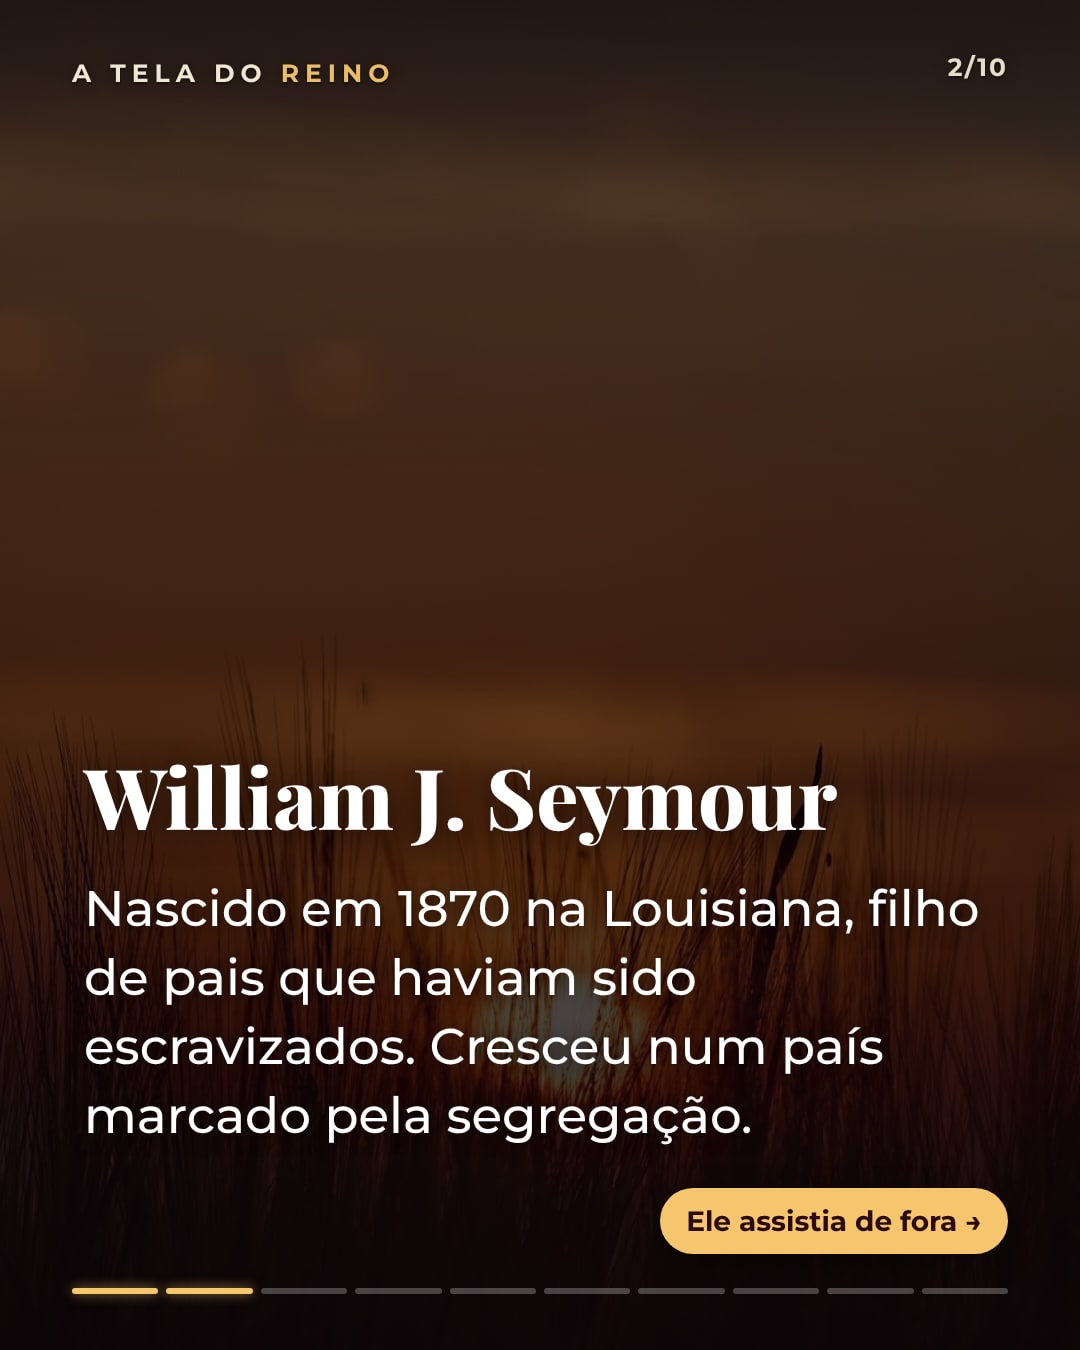 A TELA DO REINO
2/10
William J. Seymour
Nascido em 1870 na Louisiana, filho
de pais que haviam sido
escravizados. Cresceu num país
marcado pela segregação.
Ele assistia de fora →